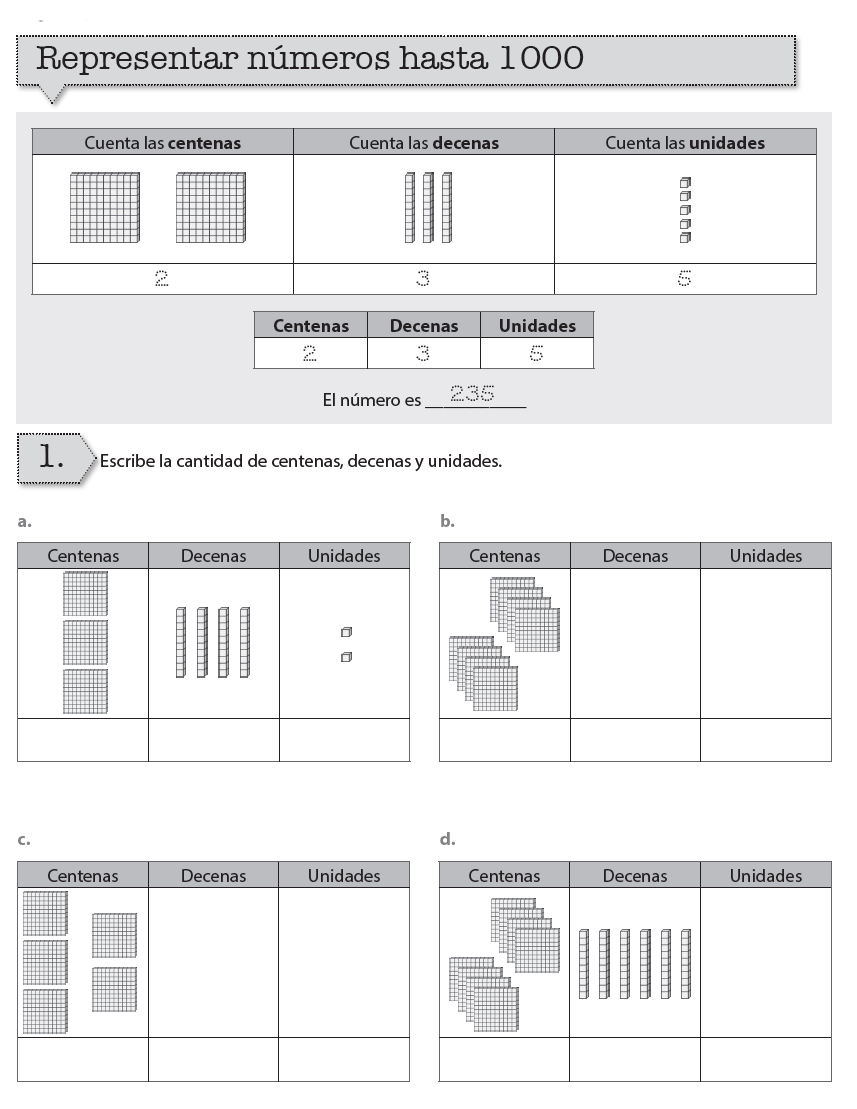 Representar números hasta 1000
Cuenta las centenas
Cuenta las decenas
Cuenta las unidades
2
3
5
Centenas
Decenas
Unidades
2
3
5
El número es 235
1. Escribe la cantidad de centenas, decenas y unidades.
a.
Centenas
Decenas
Unidades
b.
Centenas
Decenas
Unidades
c.
Centenas
Decenas
Unidades
d.
Centenas
Decenas
Unidades